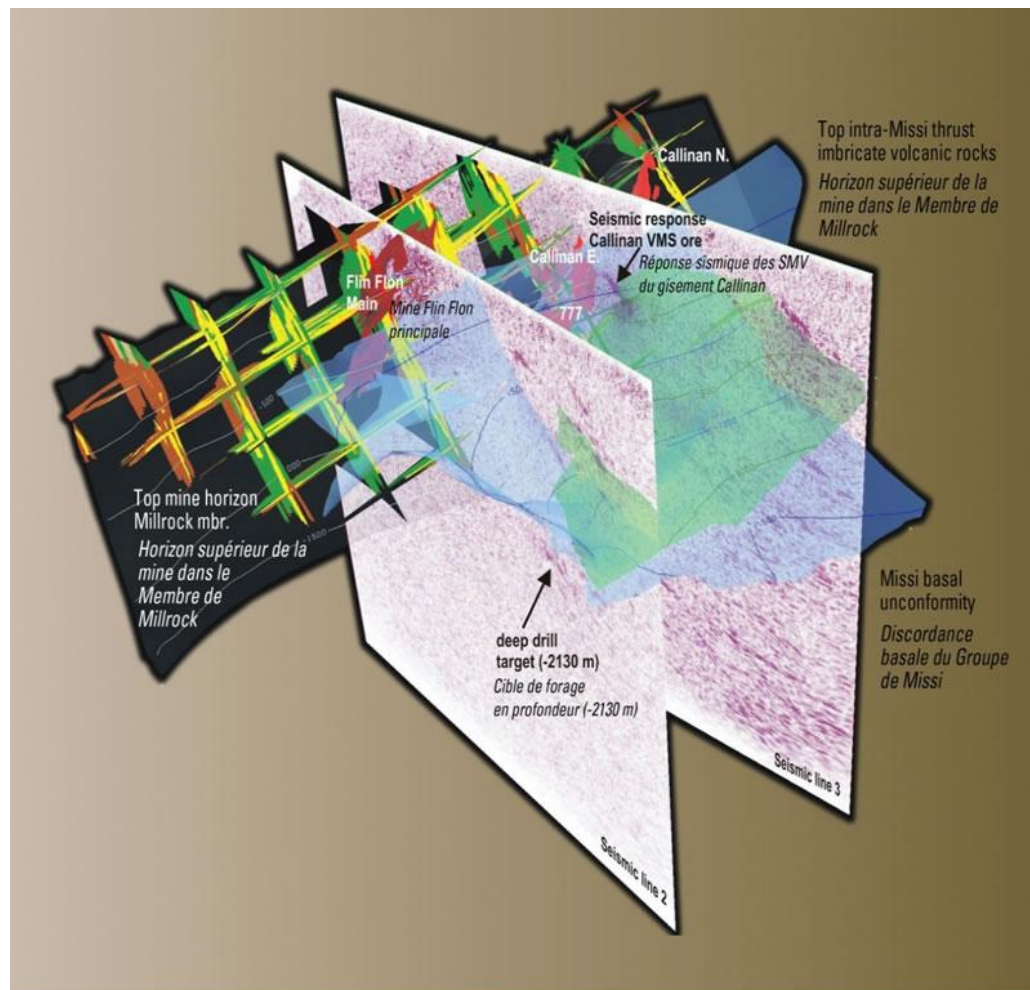 Top intra-Missi thrust
imbricate volcanic rocks
Horizon supérieur de la
mine dans le Membre de
Millrock
Callinan N.
Seismic response
Callinan VMS ore
Réponse sismique des SMV
du gisement Callinan
Callinan E.
777
Flin Flon
Main
Mine Flin Flon
principale
-500
-1500
Top mine horizon
Millrock mbr.
Horizon supérieur de la
mine dans le
Membre de
Millrock
deep drill
target (-2130 m)
Cible de forage
en profondeur (-2130 m)
Missi basal
unconformity
Discordance
basale du Groupe
de Missi
Seismic line 3
Seismic line 2